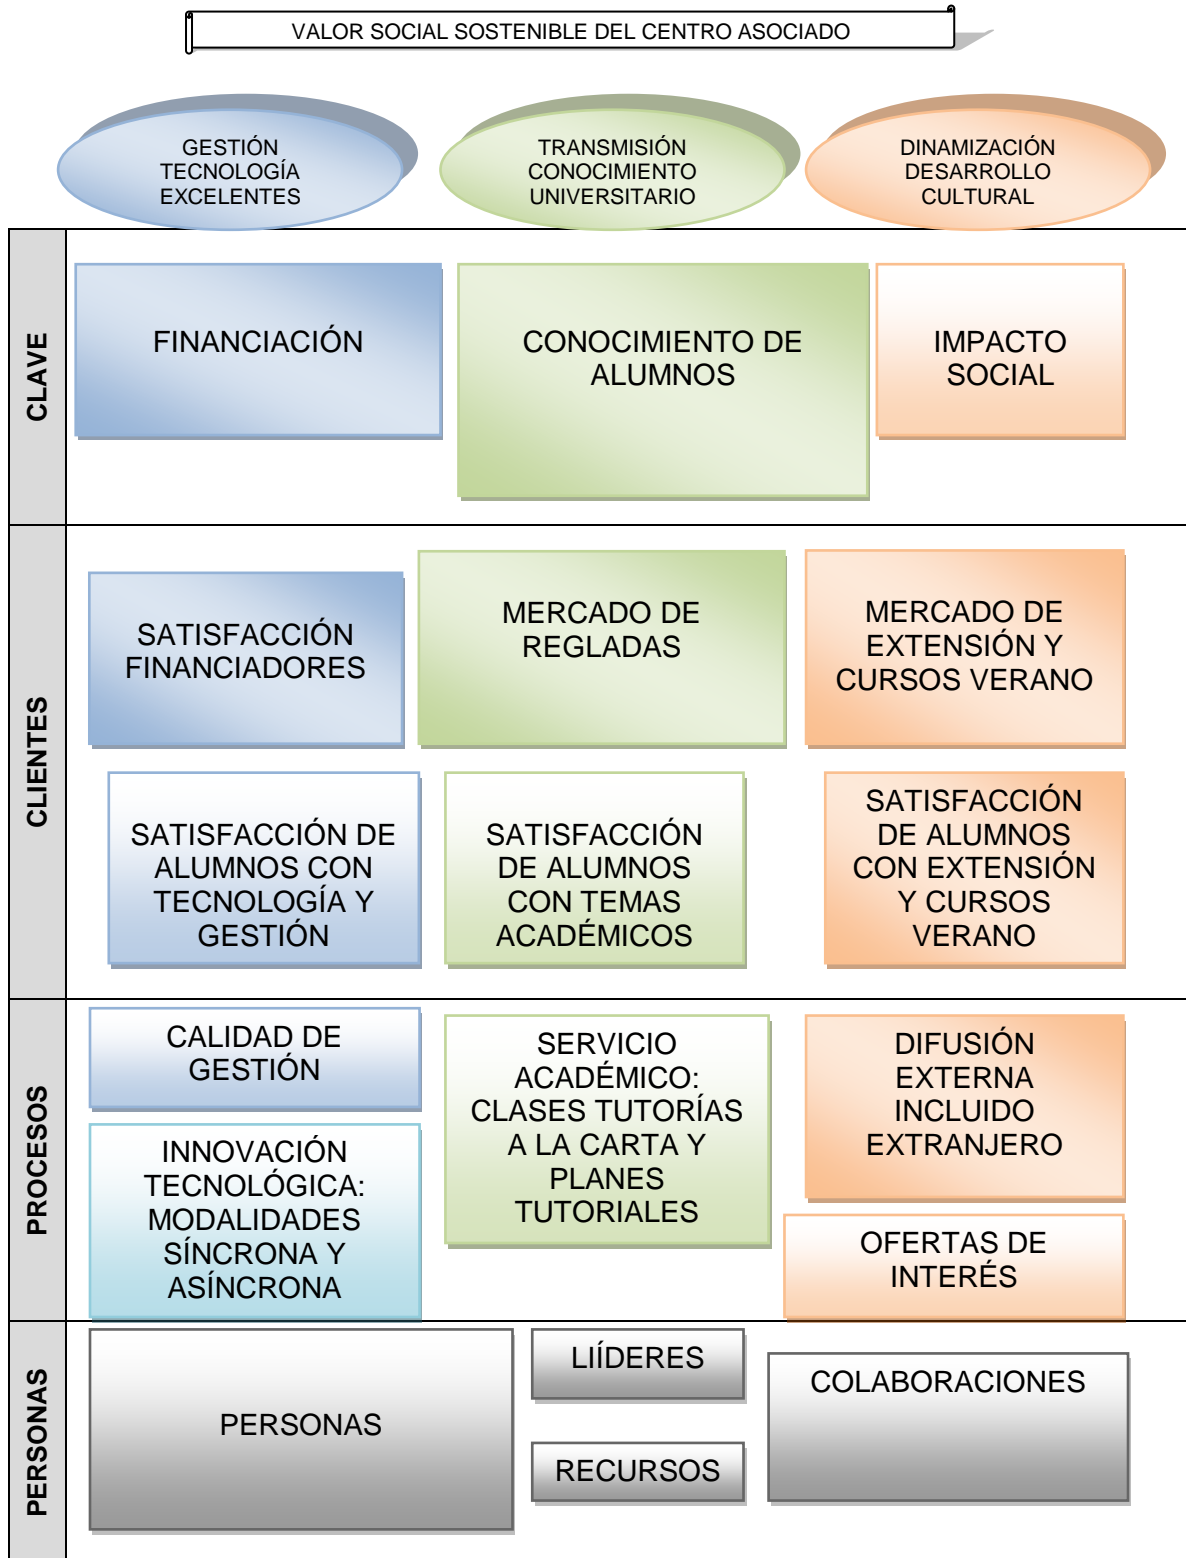 VALOR SOCIAL SOSTENIBLE DEL CENTRO ASOCIADO
GESTIÓN
TECNOLOGÍA
EXCELENTES
TRANSMISIÓN
CONOCIMIENTO
UNIVERSITARIO
DINAMIZACIÓN
DESARROLLO
CULTURAL
CLAVE
FINANCIACIÓN
CONOCIMIENTO DE
ALUMNOS
IMPACTO
SOCIAL
CLIENTES
SATISFACCIÓN
FINANCIADORES
MERCADO DE
REGLADAS
MERCADO DE
EXTENSIÓN Y
CURSOS VERANO
SATISFACCIÓN DE
ALUMNOS CON
TECNOLOGÍA Y
GESTIÓN
SATISFACCIÓN
DE ALUMNOS
CON TEMAS
ACADÉMICOS
SATISFACCIÓN
DE ALUMNOS
CON EXTENSIÓN
Y CURSOS
VERANO
PROCESOS
CALIDAD DE
GESTIÓN
INNOVACIÓN
TECNOLÓGICA:
MODALIDADES
SÍNCRONA Y
ASÍNCRONA
SERVICIO
ACADÉMICO:
CLASES TUTORÍAS
A LA CARTA Y
PLANES
TUTORIALES
DIFUSIÓN
EXTERNA
INCLUIDO
EXTRANJERO
OFERTAS DE
INTERÉS
PERSONAS
PERSONAS
LIÍDERES
RECURSOS
COLABORACIONES